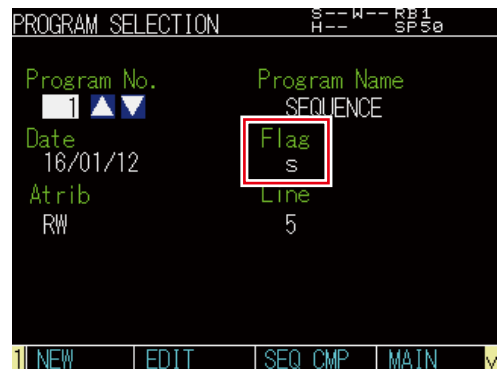 PROGRAM SELECTION S--W-- RB1
H-- SP50
Program No. Program Name
1 SEQUENCE
Date Flag
16/01/12 s
Atrib Line
RW 5
1 NEW EDIT SEQ CMP MAIN